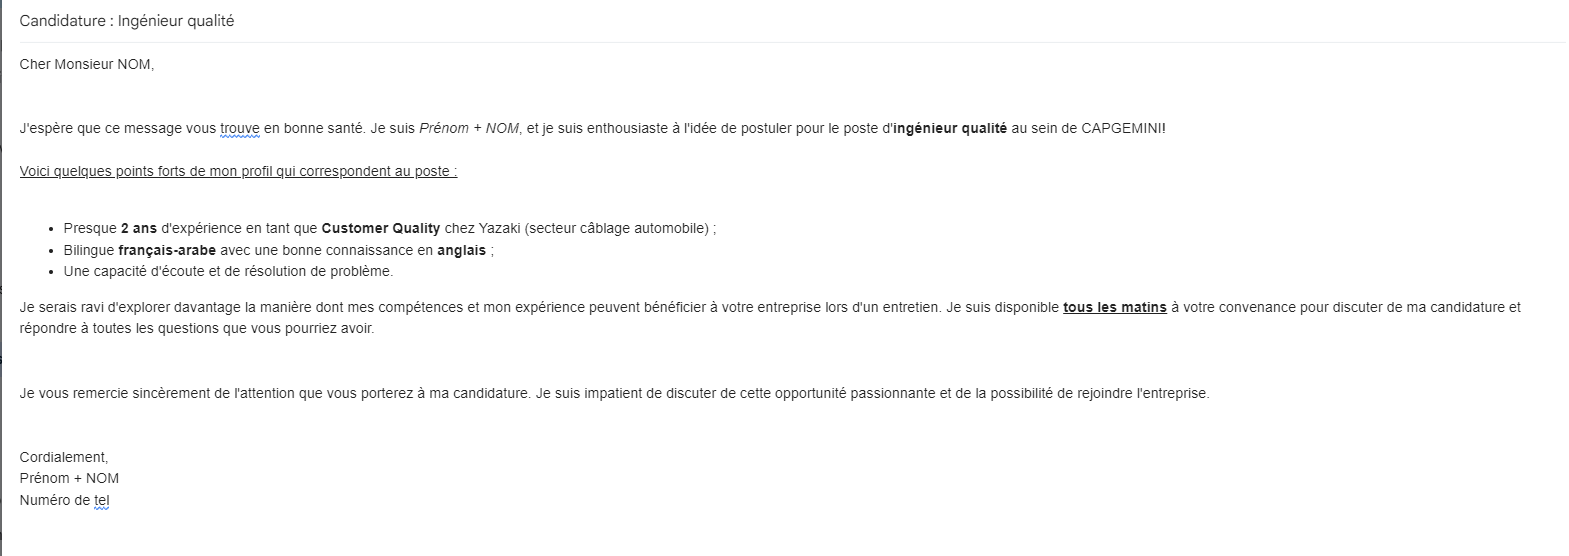 Candidature : Ingénieur qualité
Cher Monsieur NOM,
J'espère que ce message vous trouve en bonne santé. Je suis Prénom + NOM, et je suis enthousiaste à l'idée de postuler pour le poste d'ingénieur qualité au sein de CAPGEMINI!
Voici quelques points forts de mon profil qui correspondent au poste :
• Presque 2 ans d'expérience en tant que Customer Quality chez Yazaki (secteur câblage automobile) ;
• Bilingue français-arabe avec une bonne connaissance en anglais ;
• Une capacité d'écoute et de résolution de problème.
Je serais ravi d'explorer davantage la manière dont mes compétences et mon expérience peuvent bénéficier à votre entreprise lors d'un entretien. Je suis disponible tous les matins à votre convenance pour discuter de ma candidature et
répondre à toutes les questions que vous pourriez avoir.
Je vous remercie sincèrement de l'attention que vous porterez à ma candidature. Je suis impatient de discuter de cette opportunité passionnante et de la possibilité de rejoindre l'entreprise.
Cordialement,
Prénom + NOM
Numéro de tel